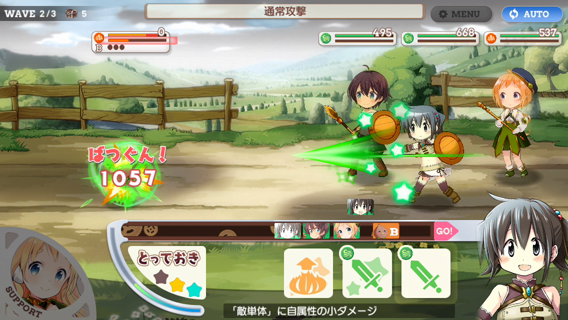 WAVE 2/3 5
通常攻撃
MENU
AUTO
0
B
495
668
537
ばつぐん!
1057
B GO!
とっておき
SUPPORT
「敵単体」に自属性の小ダメージ